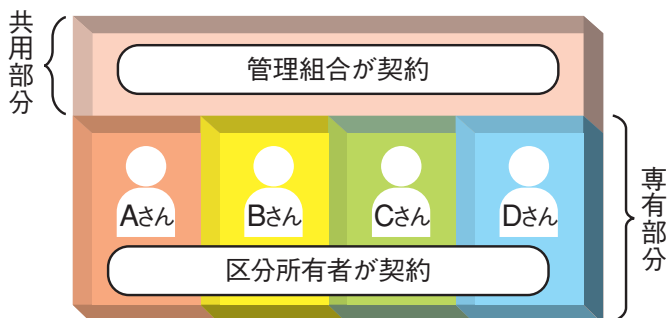 共用部分
管理組合が契約
Aさん
Bさん
Cさん
Dさん
専有部分
区分所有者が契約